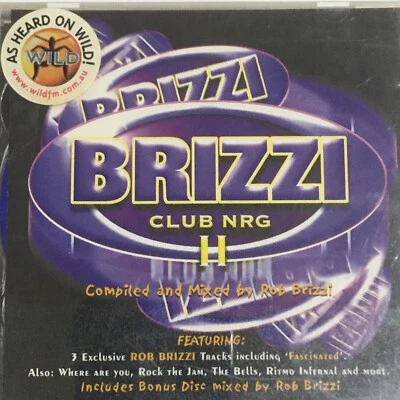 AS HEARD ON WILD!
WILD
www.wildfm.com.au
BRIZZI
BRIZZI
CLUB NRG
II
Compiled and Mixed by Rob Brizzi
FEATURING:
3 Exclusive ROB BRIZZI Tracks including 'Fascinated'.
Also: Where are you, Rock the Jam, The Bells, Ritmo Infernal and more.
Includes Bonus Disc mixed by Rob Brizzi